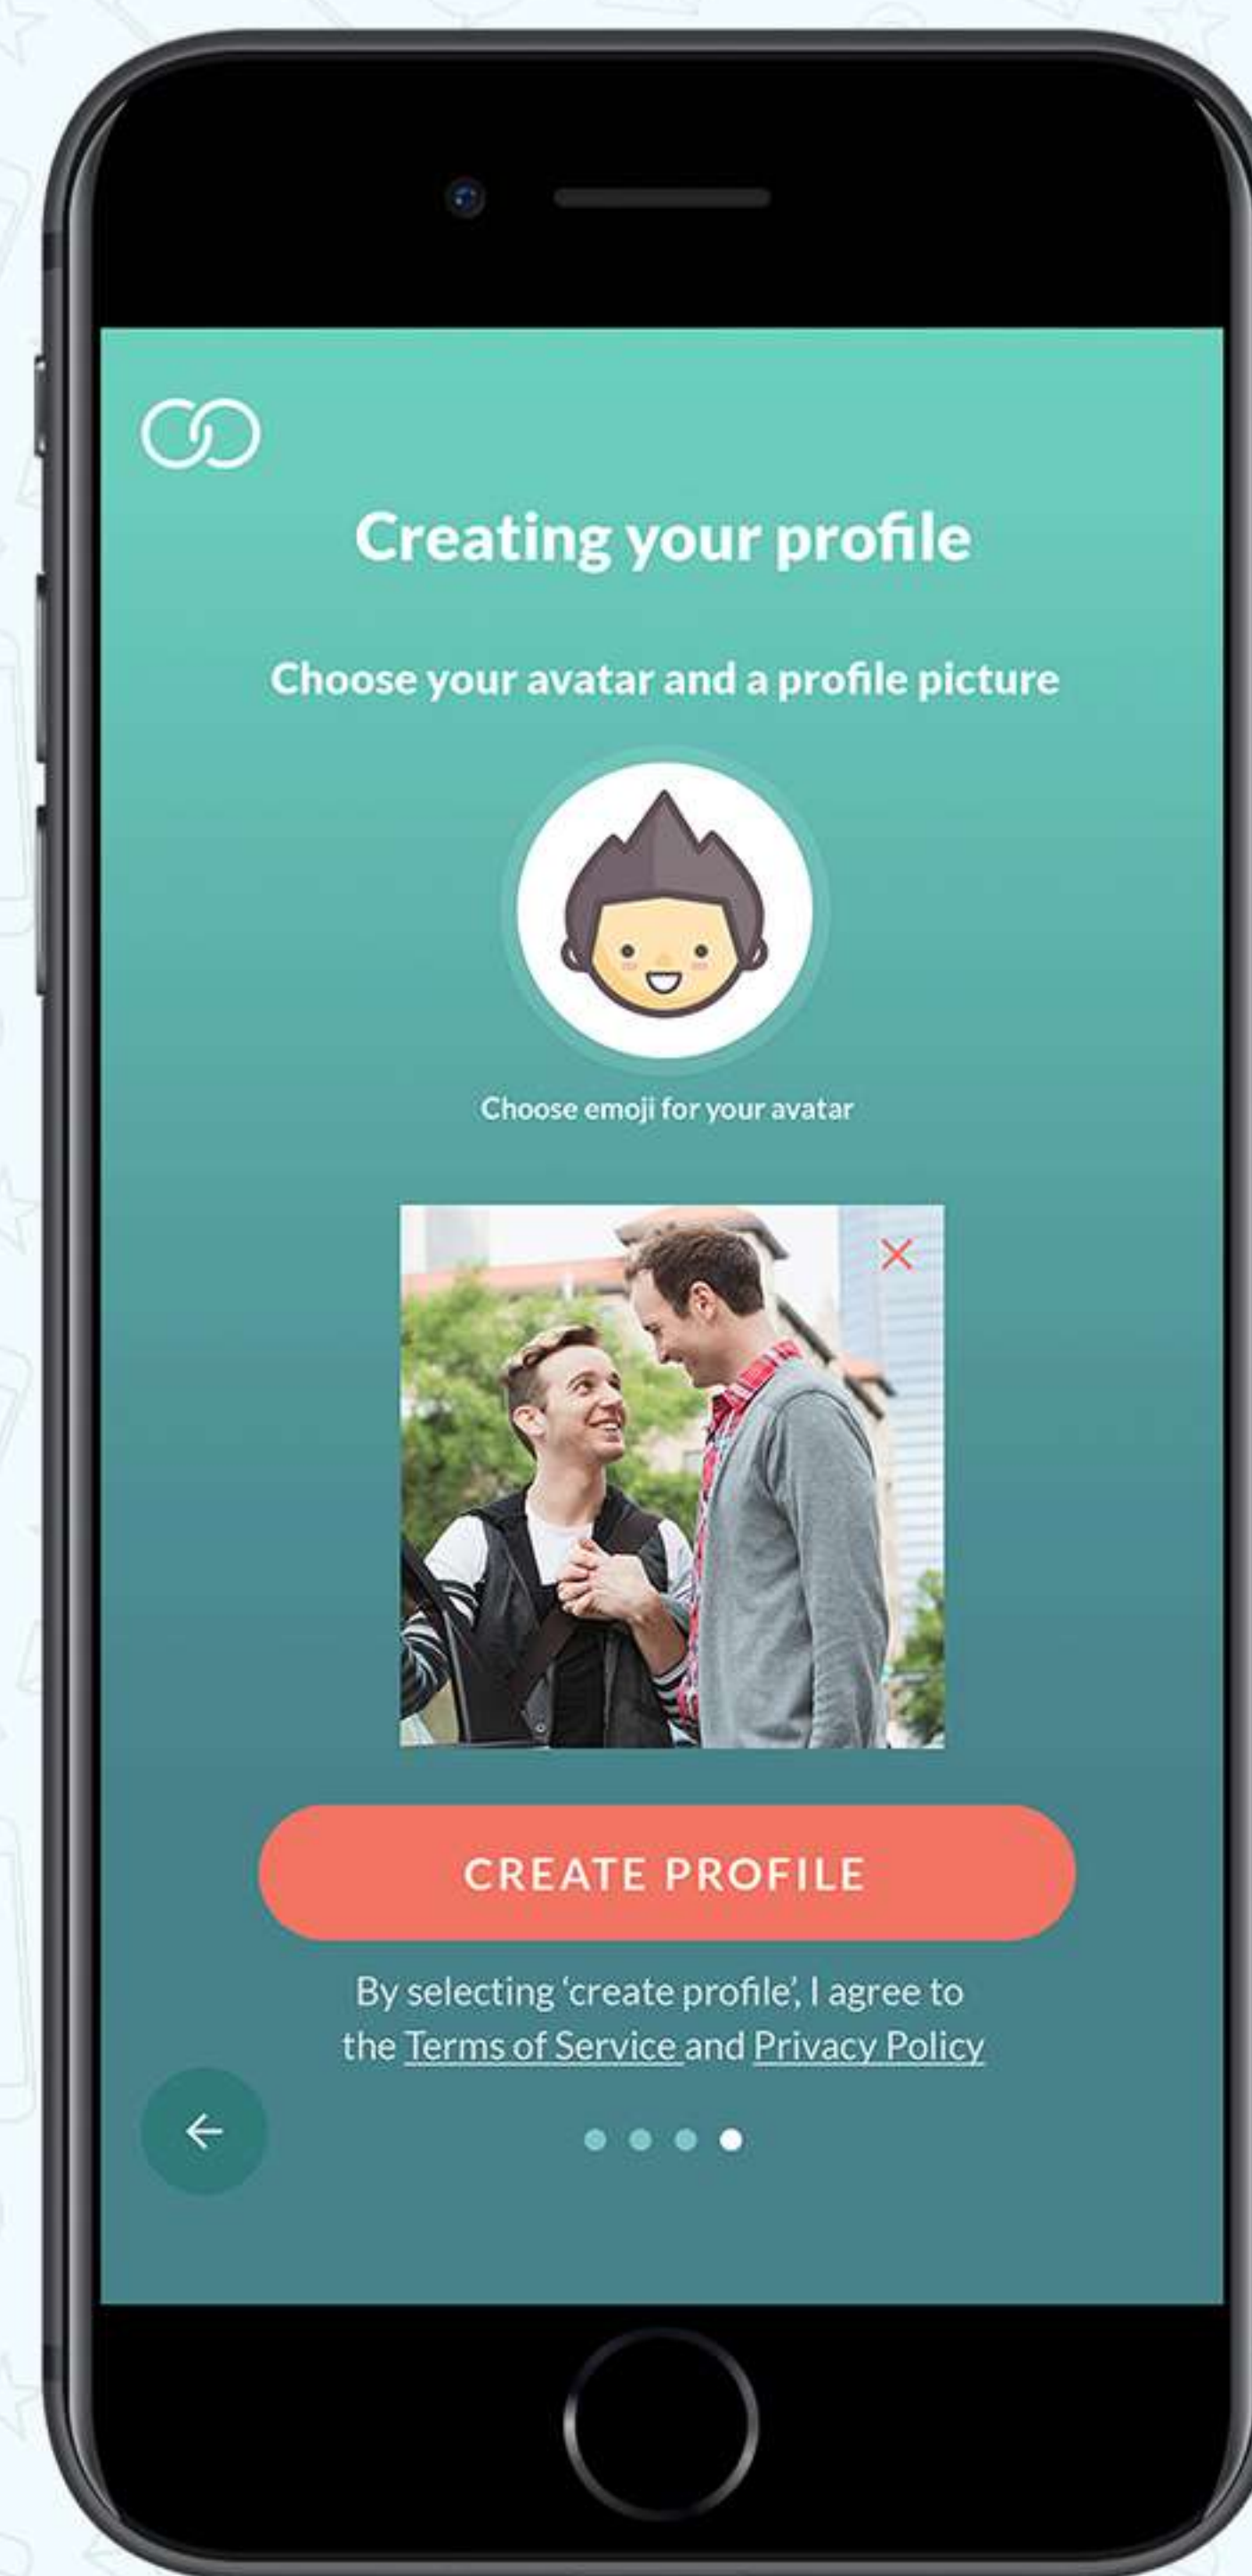 Creating your profile
Choose your avatar and a profile picture
Choose emoji for your avatar
CREATE PROFILE
By selecting ‘create profile’, I agree to
the Terms of Service and Privacy Policy